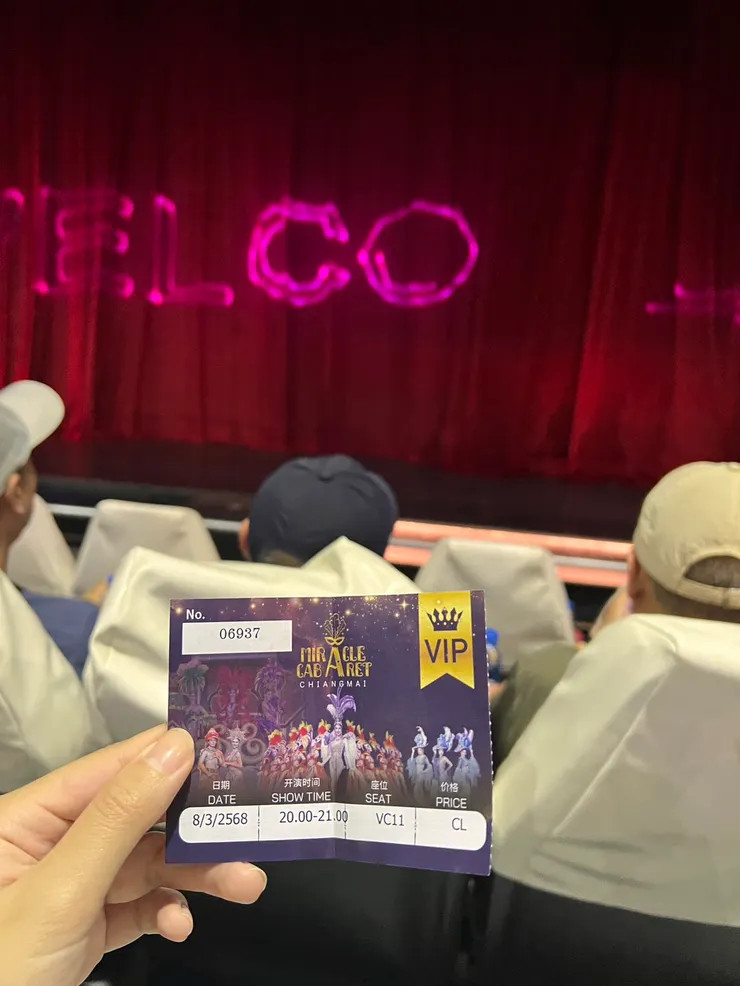 ELCO
No.
06937
MIRACLE
CABARET
CHIANGMAI
VIP
日期 开演时间 座位 价格
DATE SHOW TIME SEAT PRICE
8/3/2568 20.00-21.00 VC11 CL